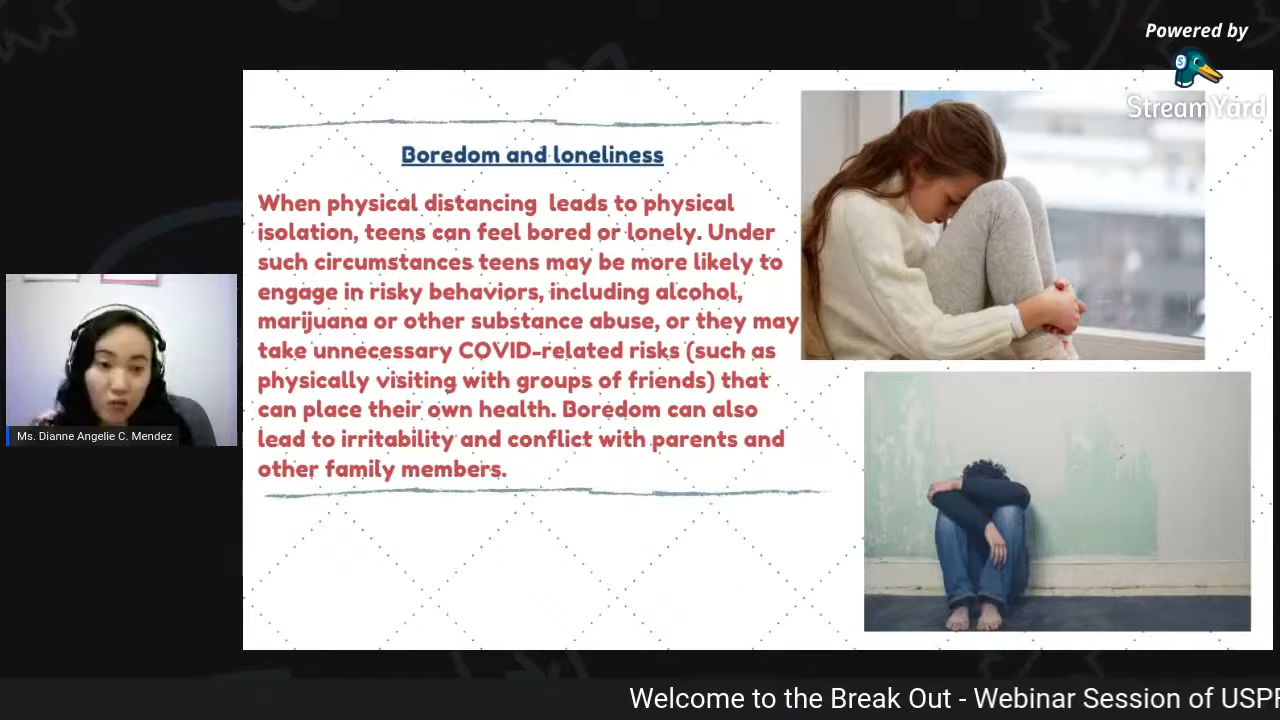 Powered by
StreamYard
Boredom and loneliness
When physical distancing leads to physical
isolation, teens can feel bored or lonely. Under
such circumstances teens may be more likely to
engage in risky behaviors, including alcohol,
marijuana or other substance abuse, or they may
take unnecessary COVID-related risks (such as
physically visiting with groups of friends) that
can place their own health. Boredom can also
lead to irritability and conflict with parents and
other family members.
Ms. Dianne Angelie C. Mendez
Welcome to the Break Out - Webinar Session of USPF